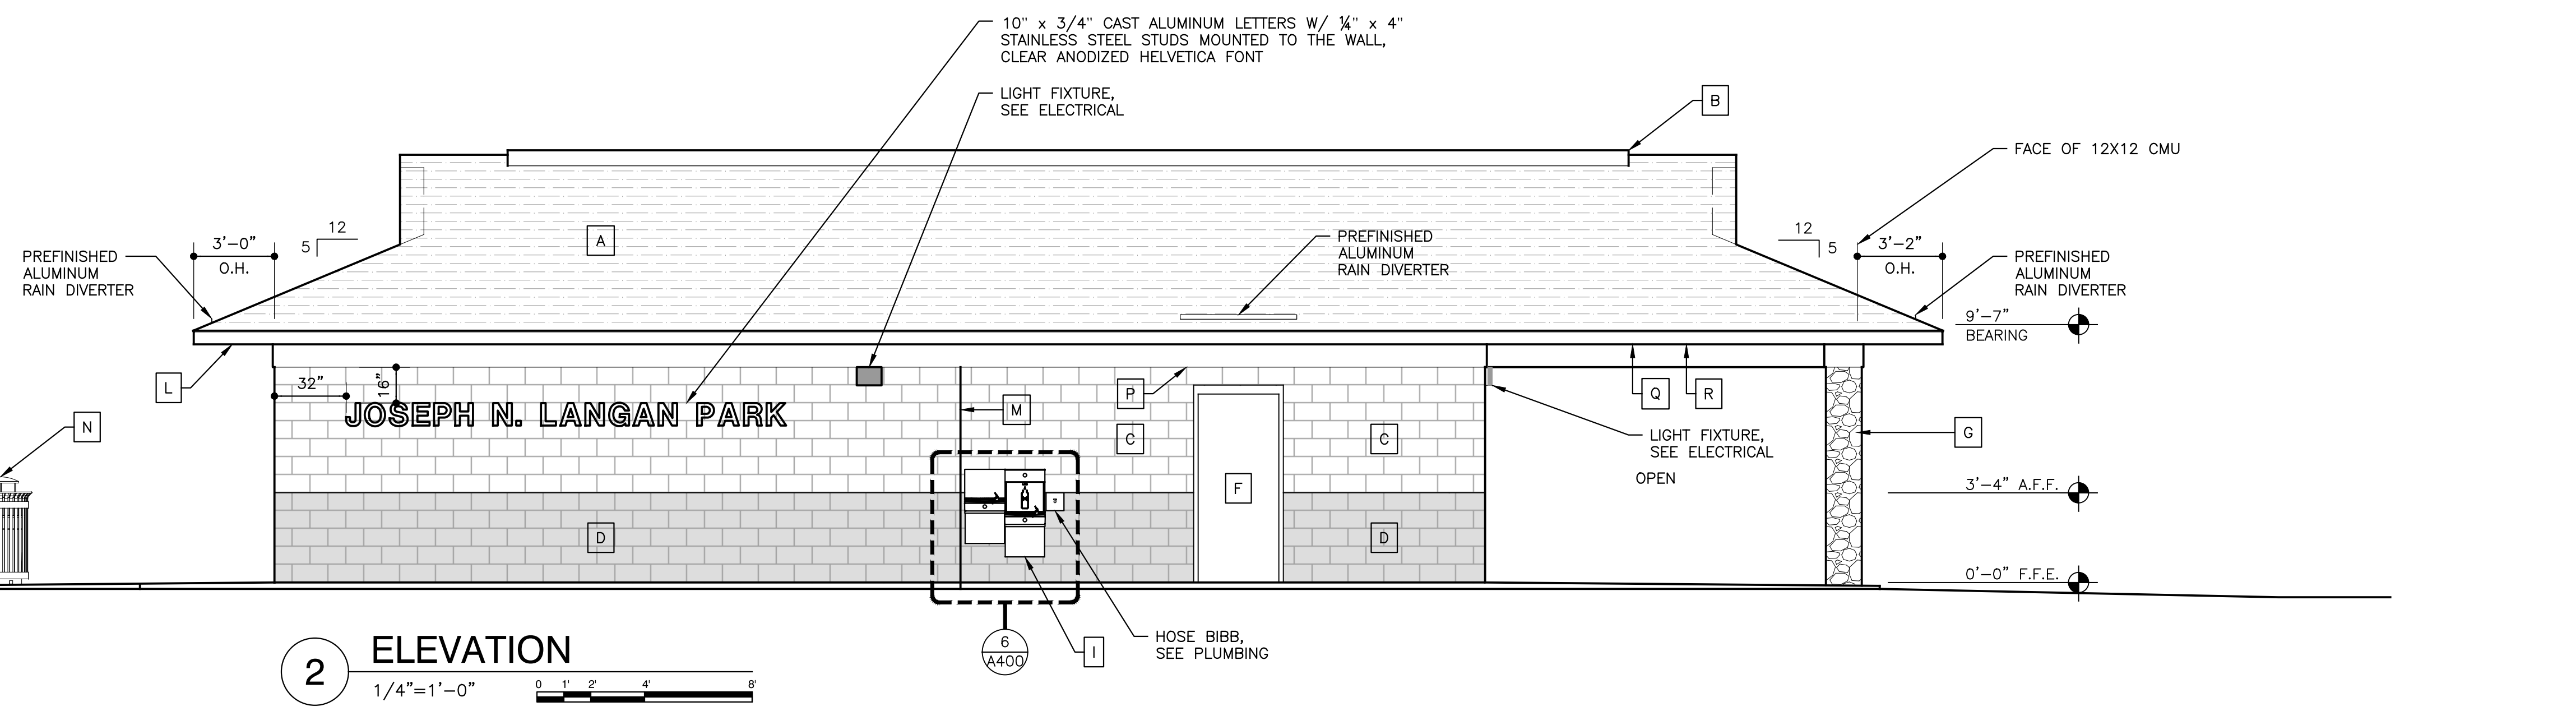 10" x 3/4" CAST ALUMINUM LETTERS W/ ¼" x 4"
STAINLESS STEEL STUDS MOUNTED TO THE WALL,
CLEAR ANODIZED HELVETICA FONT
LIGHT FIXTURE,
SEE ELECTRICAL
B
FACE OF 12X12 CMU
12
5
3'-0"
O.H.
PREFINISHED
ALUMINUM
RAIN DIVERTER
A
PREFINISHED
ALUMINUM
RAIN DIVERTER
12
5
3'-2"
O.H.
PREFINISHED
ALUMINUM
RAIN DIVERTER
9'-7"
BEARING
L
32"
16"
JOSEPH N. LANGAN PARK
M
P
C
C
Q
R
N
G
LIGHT FIXTURE,
SEE ELECTRICAL
OPEN
F
3'-4" A.F.F.
D
D
0'-0" F.F.E.
6
A400
I
HOSE BIBB,
SEE PLUMBING
2
ELEVATION
1/4"=1'-0"
0 1' 2' 4' 8'